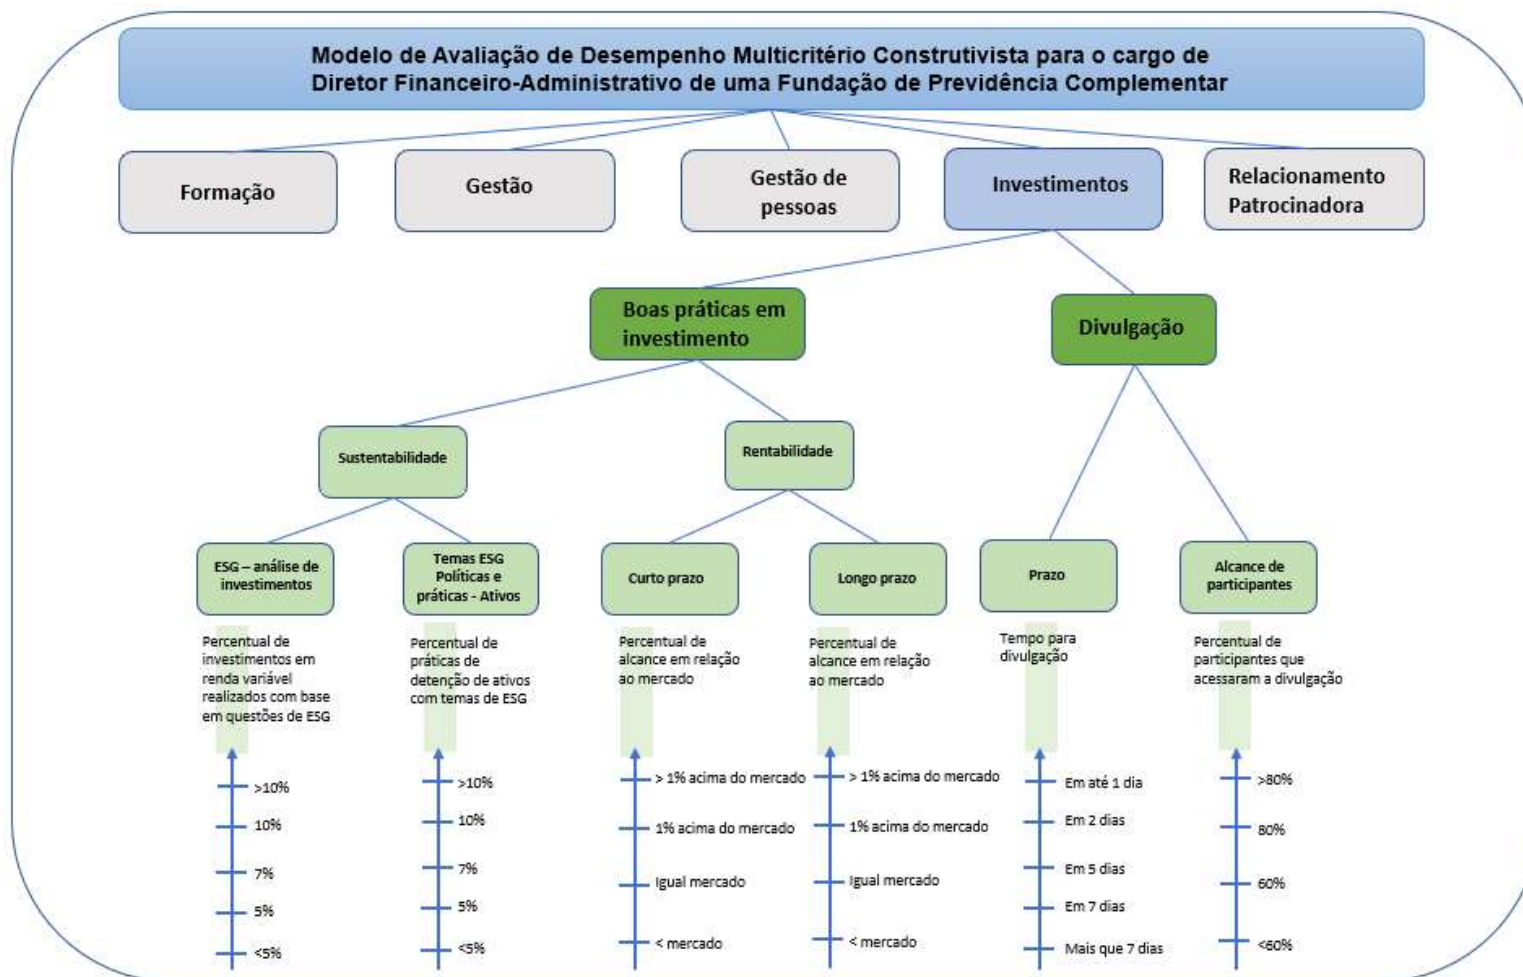 Modelo de Avaliação de Desempenho Multicritério Construtivista para o cargo de
Diretor Financeiro-Administrativo de uma Fundação de Previdência Complementar
Formação
Gestão
Gestão de
pessoas
Investimentos
Relacionamento
Patrocinadora
Boas práticas em
investimento
Divulgação
Sustentabilidade
Rentabilidade
ESG – análise de
investimentos
Temas ESG
Políticas e
práticas - Ativos
Curto prazo
Longo prazo
Prazo
Alcance de
participantes
Percentual de
investimentos em
renda variável
realizados com base
em questões de ESG
Percentual de
práticas de
detenção de ativos
com temas de ESG
Percentual de
alcance em relação
ao mercado
Percentual de
alcance em relação
ao mercado
Tempo para
divulgação
Percentual de
participantes que
acessaram a divulgação
>10%
10%
7%
5%
<5%
>10%
10%
7%
5%
<5%
> 1% acima do mercado
1% acima do mercado
Igual mercado
< mercado
> 1% acima do mercado
1% acima do mercado
Igual mercado
< mercado
Em até 1 dia
Em 2 dias
Em 5 dias
Em 7 dias
Mais que 7 dias
>80%
80%
60%
<60%